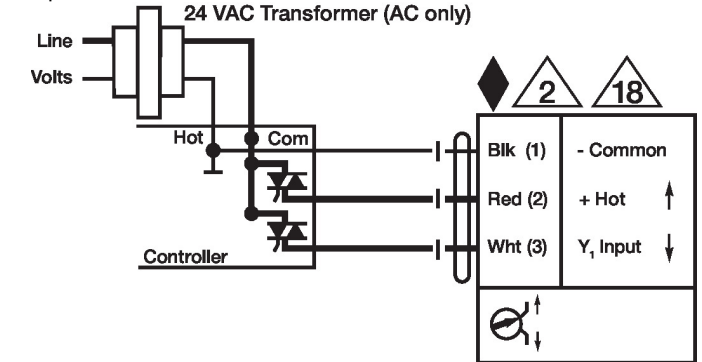 24 VAC Transformer (AC only)
Line
Volts
2
18
Hot
Com
Blk (1)
- Common
Red (2)
+ Hot
Wht (3)
Y1 Input
Controller